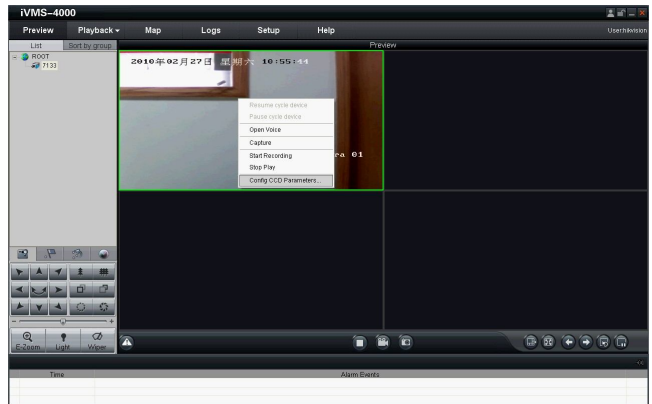 iVMS-4000
Preview Playback Map Logs Setup Help User:hikvision
List Sort by group Preview
ROOT
7133
2010年02月27日 星期六 10:55:44
Resume cycle device
Pause cycle device
Open Voice
Capture
Start Recording
Stop Play
Config CCD Parameters...
ra 01
E-Zoom Light Wiper
Time Alarm Events